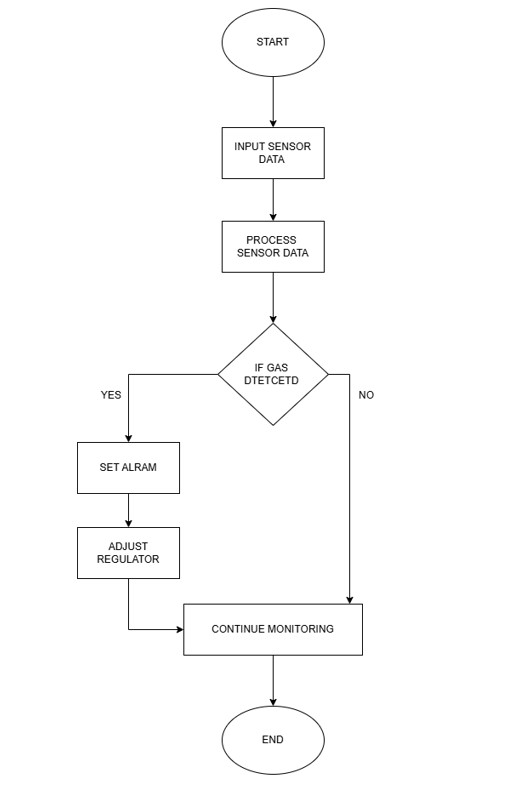 START
INPUT SENSOR
DATA
PROCESS
SENSOR DATA
IF GAS
DTETCETD
YES
NO
SET ALRAM
ADJUST
REGULATOR
CONTINUE MONITORING
END